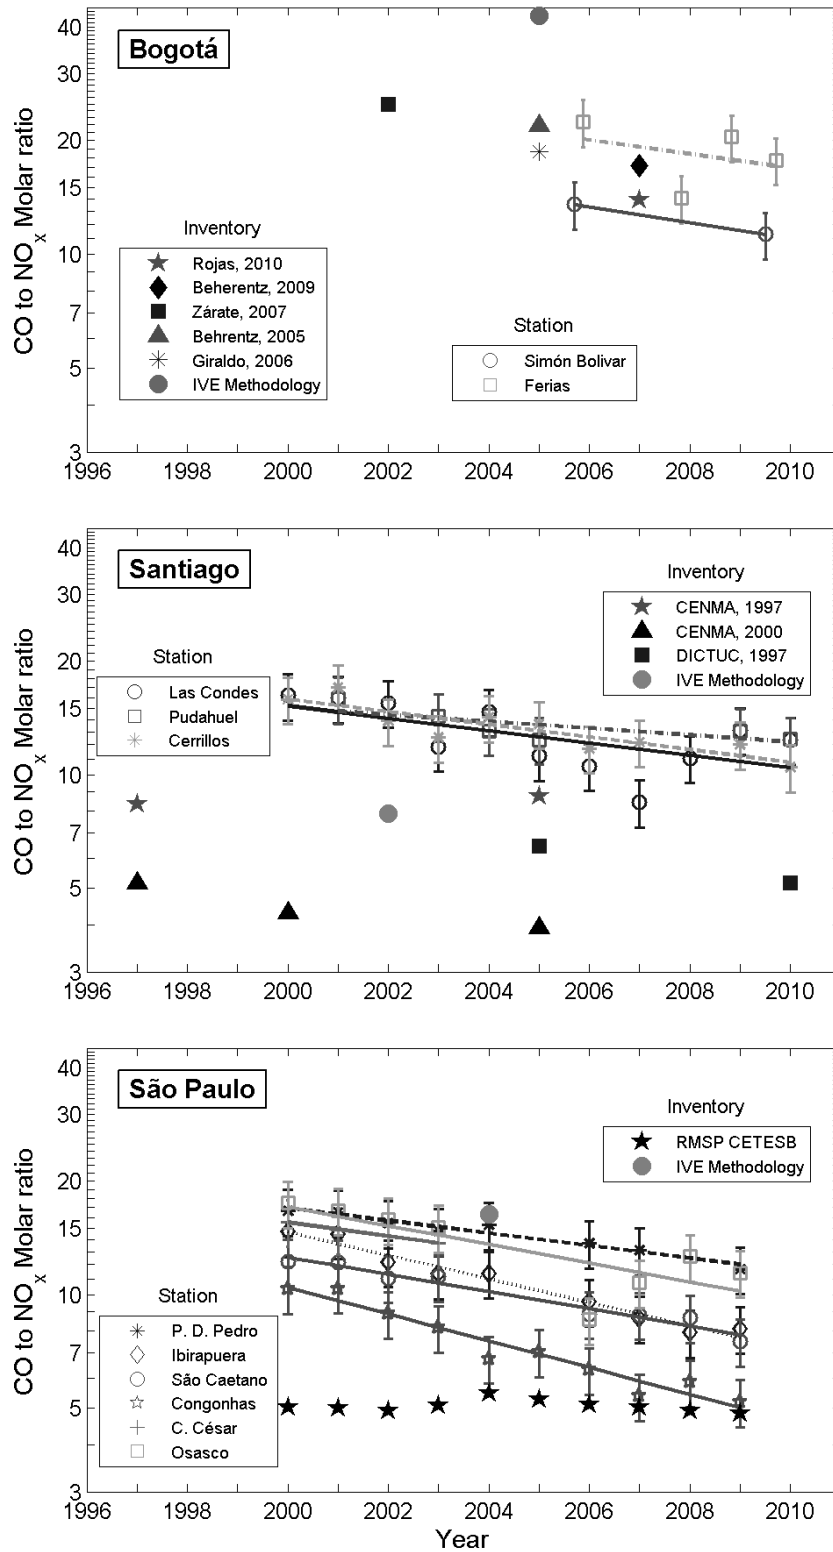 Bogotá
CO to NOx Molar ratio
40
30
20
15
10
7
5
3
Inventory
Rojas, 2010
Beherentz, 2009
Zárate, 2007
Behrentz, 2005
Giraldo, 2006
IVE Methodology
Station
Simón Bolivar
Ferias
1996 1998 2000 2002 2004 2006 2008 2010
Santiago
CO to NOx Molar ratio
40
30
20
15
10
7
5
3
Station
Las Condes
Pudahuel
Cerrillos
Inventory
CENMA, 1997
CENMA, 2000
DICTUC, 1997
IVE Methodology
1996 1998 2000 2002 2004 2006 2008 2010
São Paulo
CO to NOx Molar ratio
40
30
20
15
10
7
5
3
Inventory
RMSP CETESB
IVE Methodology
Station
P. D. Pedro
Ibirapuera
São Caetano
Congonhas
C. César
Osasco
1996 1998 2000 2002 2004 2006 2008 2010
Year